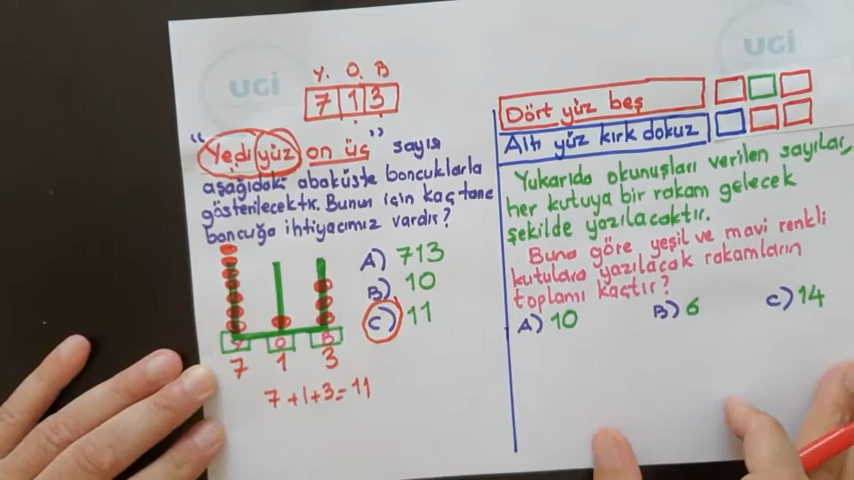 UGİ
Y. O. B
7 1 3
"Yedi yüz on üç" sayısı
aşağıdaki abaküste boncuklarla
gösterilecektir. Bunun için kaç tane
boncuğa ihtiyacımız vardır?
A) 713
B) 10
C) 11
Y O B
7 1 3
7+1+3=11
UGİ
Dört yüz beş
Altı yüz kırk dokuz
Yukarıda okunuşları verilen sayılar,
her kutuya bir rakam gelecek
şekilde yazılacaktır.
Buna göre yeşil ve mavi renkli
kutulara yazılacak rakamların
toplamı kaçtır?
A) 10 B) 6 C) 14